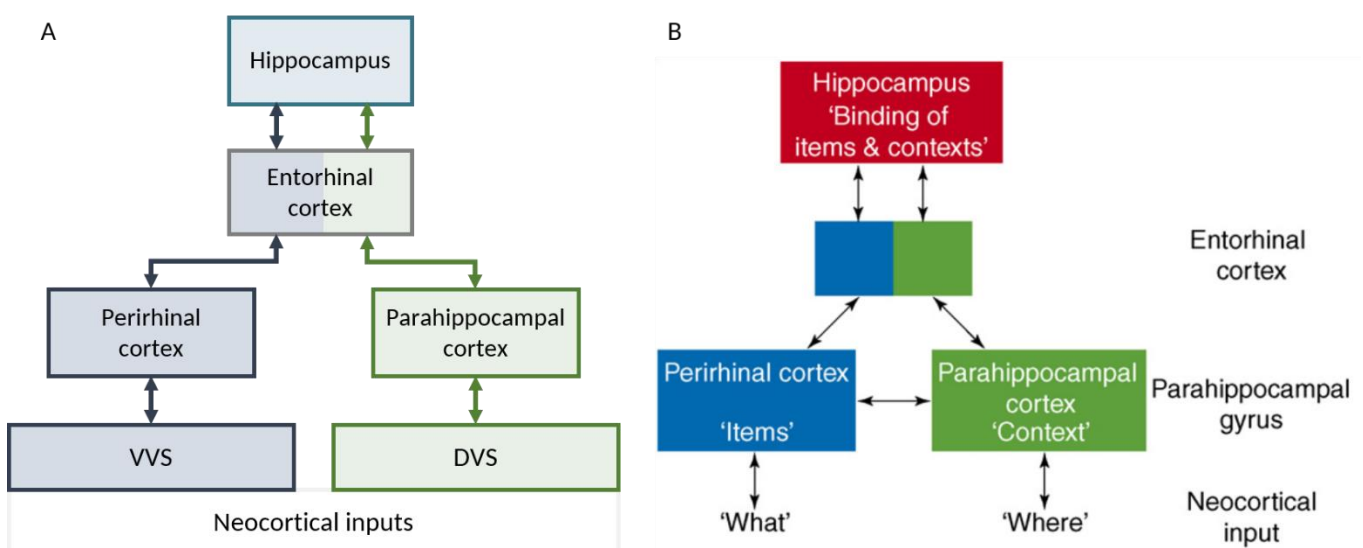 A
Hippocampus
Entorhinal
cortex
Perirhinal
cortex
Parahippocampal
cortex
VVS
DVS
Neocortical inputs
B
Hippocampus
‘Binding of
items & contexts’
Entorhinal
cortex
Perirhinal cortex
‘Items’
Parahippocampal
cortex
‘Context’
Parahippocampal
gyrus
‘What’
‘Where’
Neocortical
input